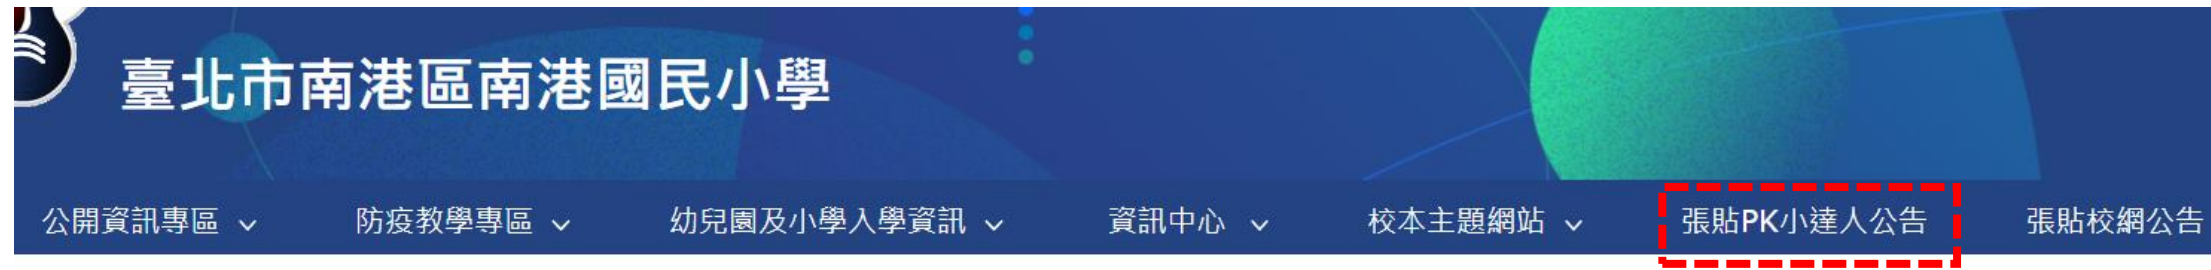 臺北市南港區南港國民小學
公開資訊專區 防疫教學專區 幼兒園及小學入學資訊 資訊中心 校本主題網站 張貼PK小達人公告 張貼校網公告